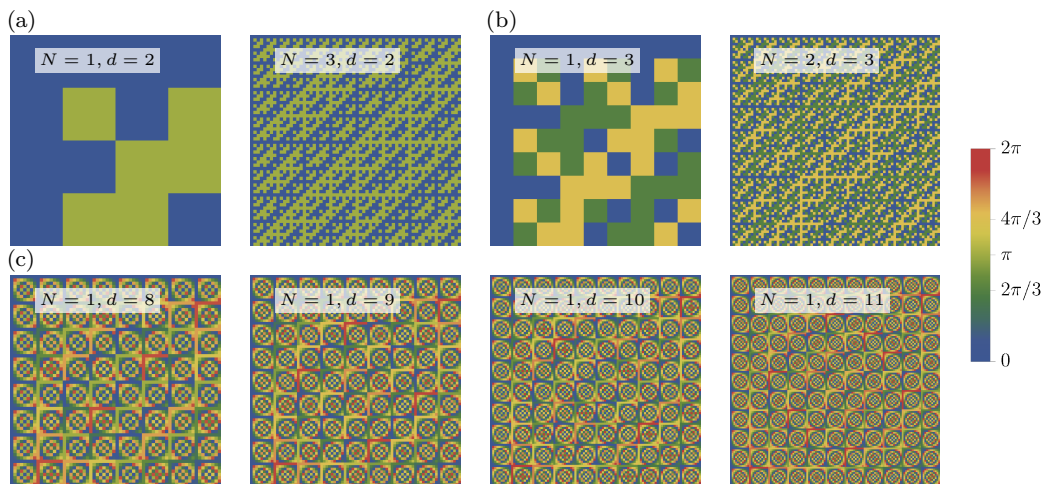 (a)
(b)
N = 1, d = 2
N = 3, d = 2
N = 1, d = 3
N = 2, d = 3
2π
4π/3
π
2π/3
0
(c)
N = 1, d = 8
N = 1, d = 9
N = 1, d = 10
N = 1, d = 11